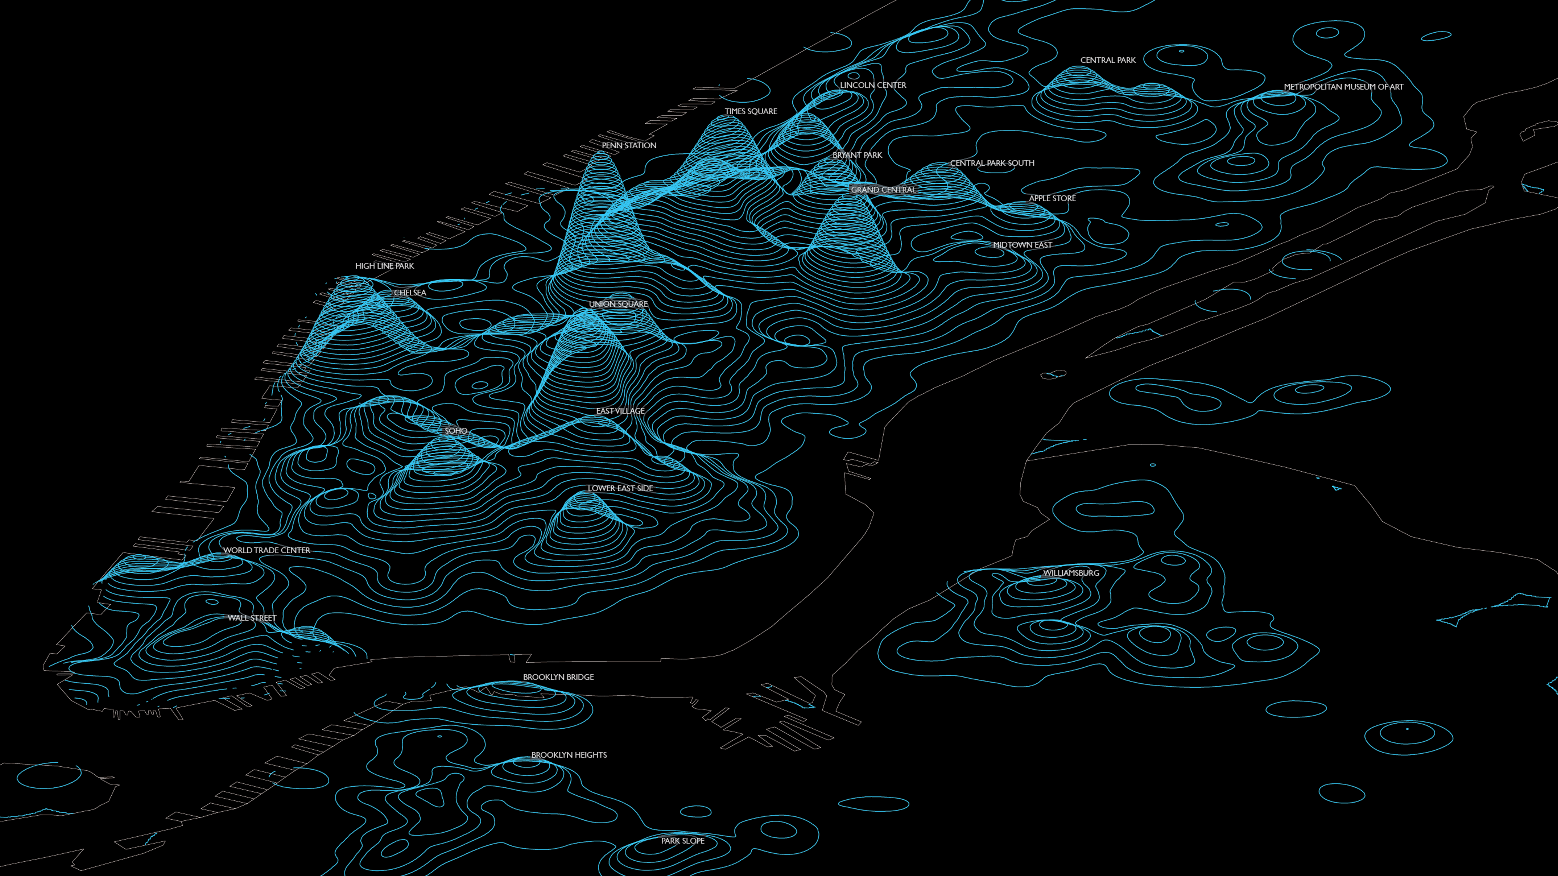 CENTRAL PARK
LINCOLN CENTER
METROPOLITAN MUSEUM OF ART
TIMES SQUARE
PENN STATION
BRYANT PARK
CENTRAL PARK SOUTH
GRAND CENTRAL
APPLE STORE
MIDTOWN EAST
HIGH LINE PARK
CHELSEA
UNION SQUARE
EAST VILLAGE
SOHO
LOWER EAST SIDE
WORLD TRADE CENTER
WILLIAMSBURG
WALL STREET
BROOKLYN BRIDGE
BROOKLYN HEIGHTS
PARK SLOPE